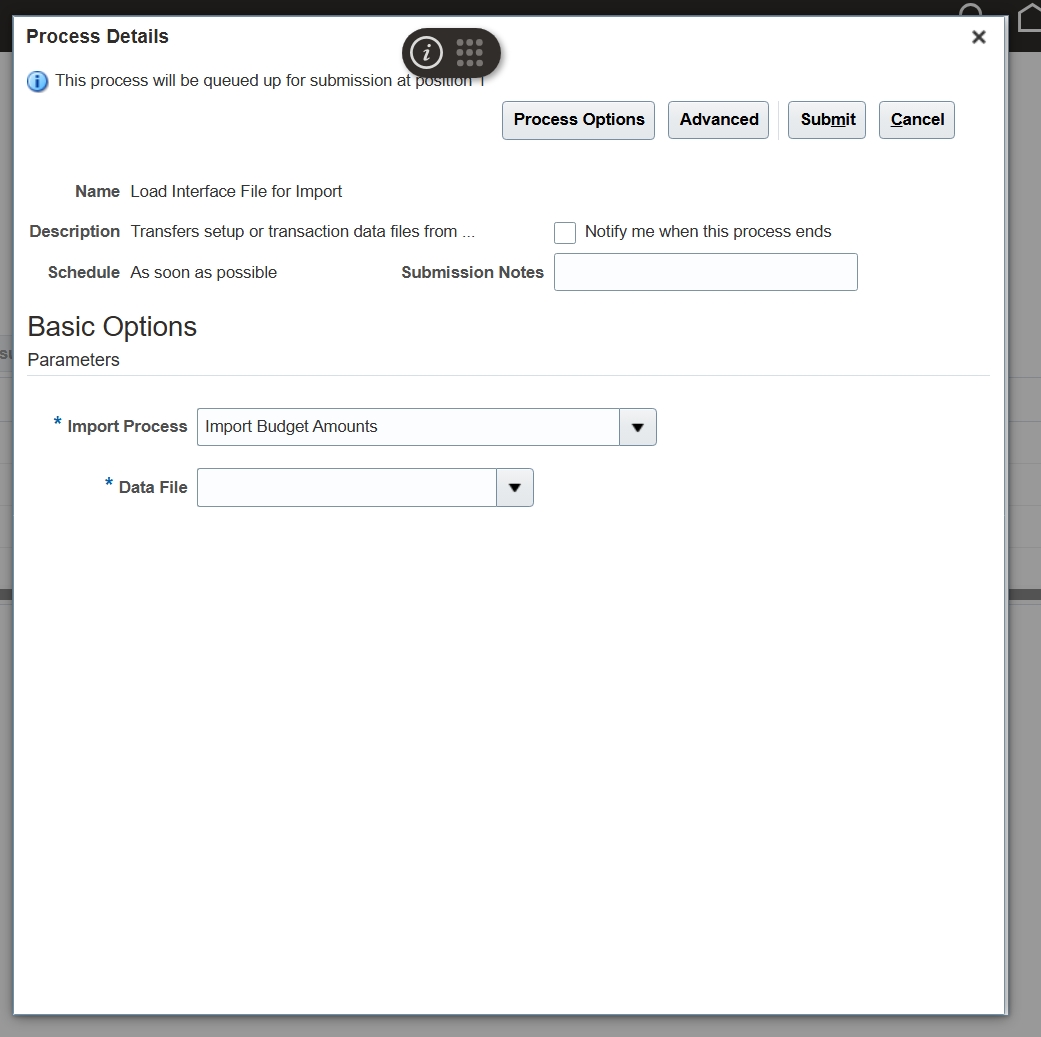 Process Details
This process will be queued up for submission at position 1
Process Options Advanced Submit Cancel
Name Load Interface File for Import
Description Transfers setup or transaction data files from ... Notify me when this process ends
Schedule As soon as possible Submission Notes
Basic Options
Parameters
* Import Process Import Budget Amounts
* Data File